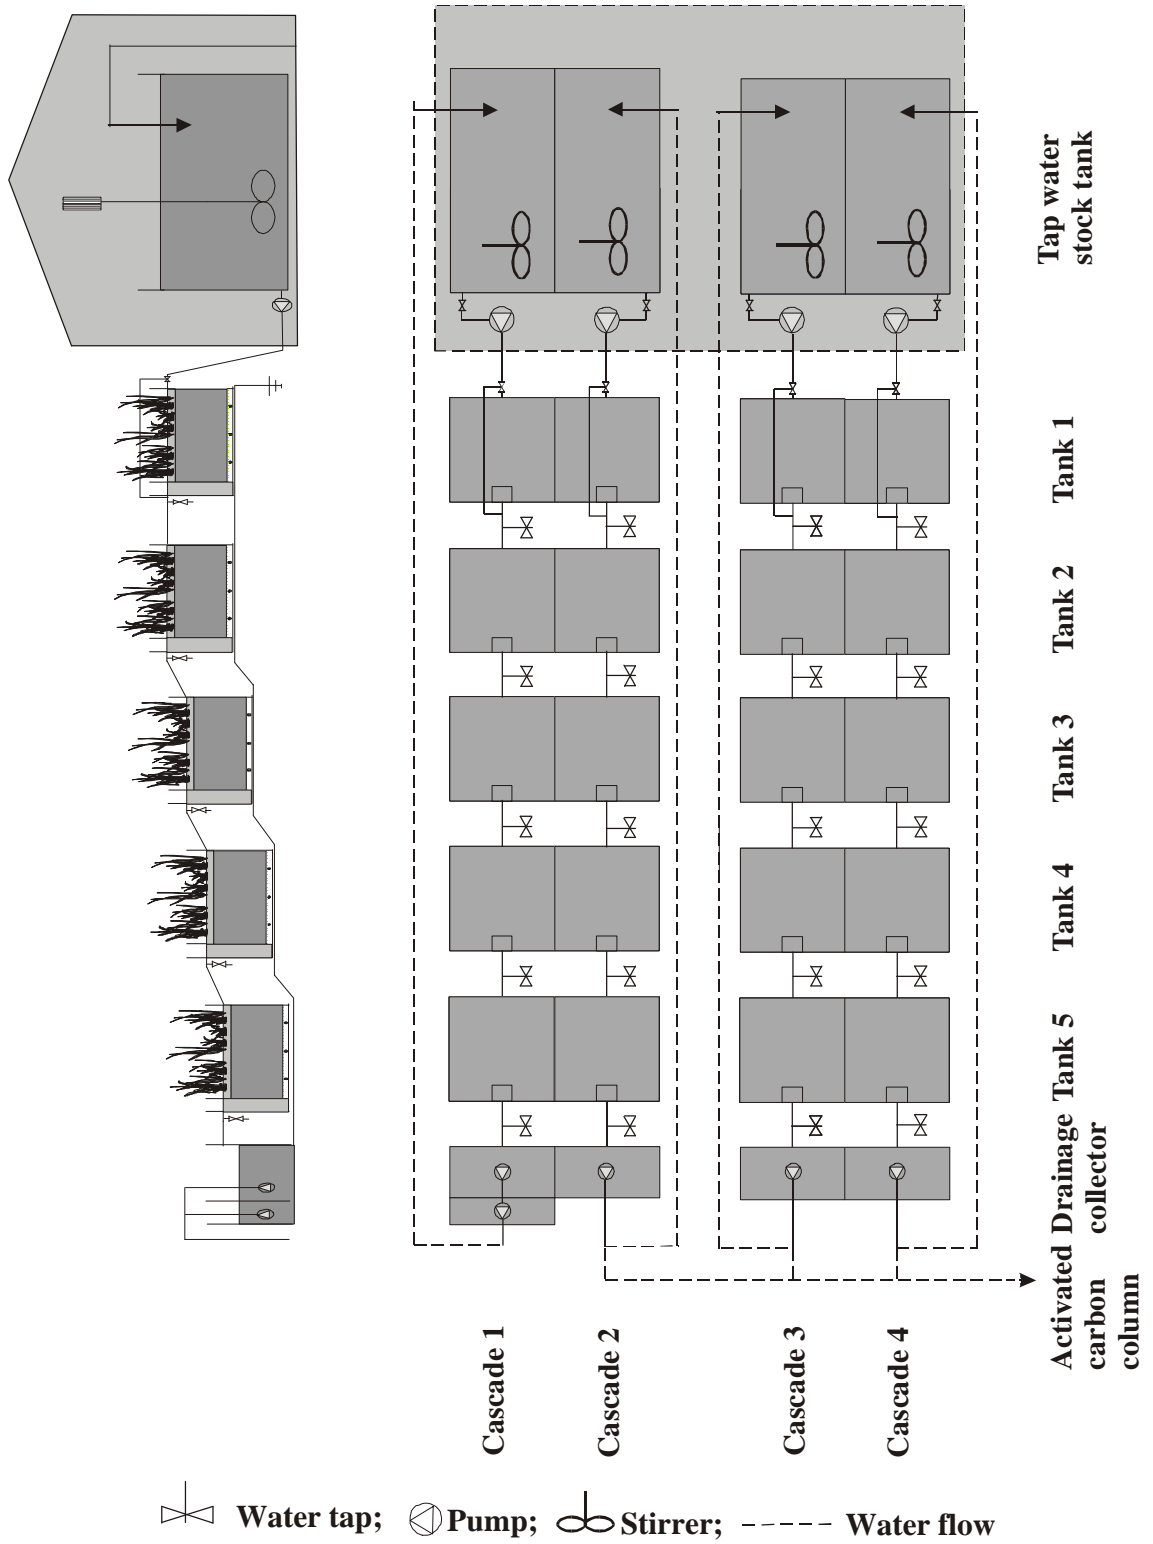 Tap water
stock tank
Tank 1
Tank 2
Tank 3
Tank 4
Tank 5
Drainage
collector
Activated
carbon
column
Cascade 1
Cascade 2
Cascade 3
Cascade 4
Water tap; Pump; Stirrer; Water flow